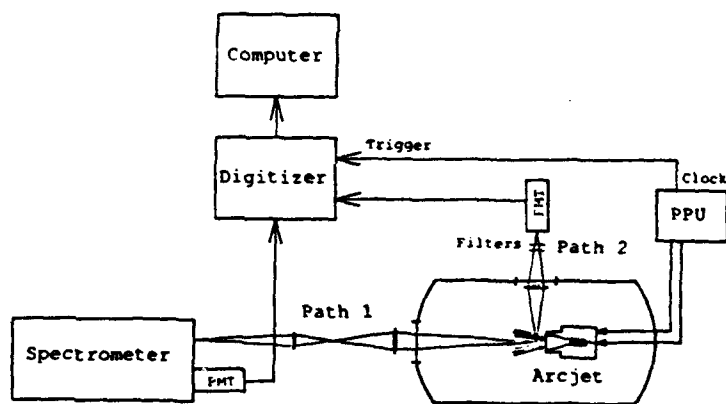 Computer
Trigger
Digitizer
Clock
PMT
PPU
Filters
Path 2
Path 1
Spectrometer
PMT
Arcjet